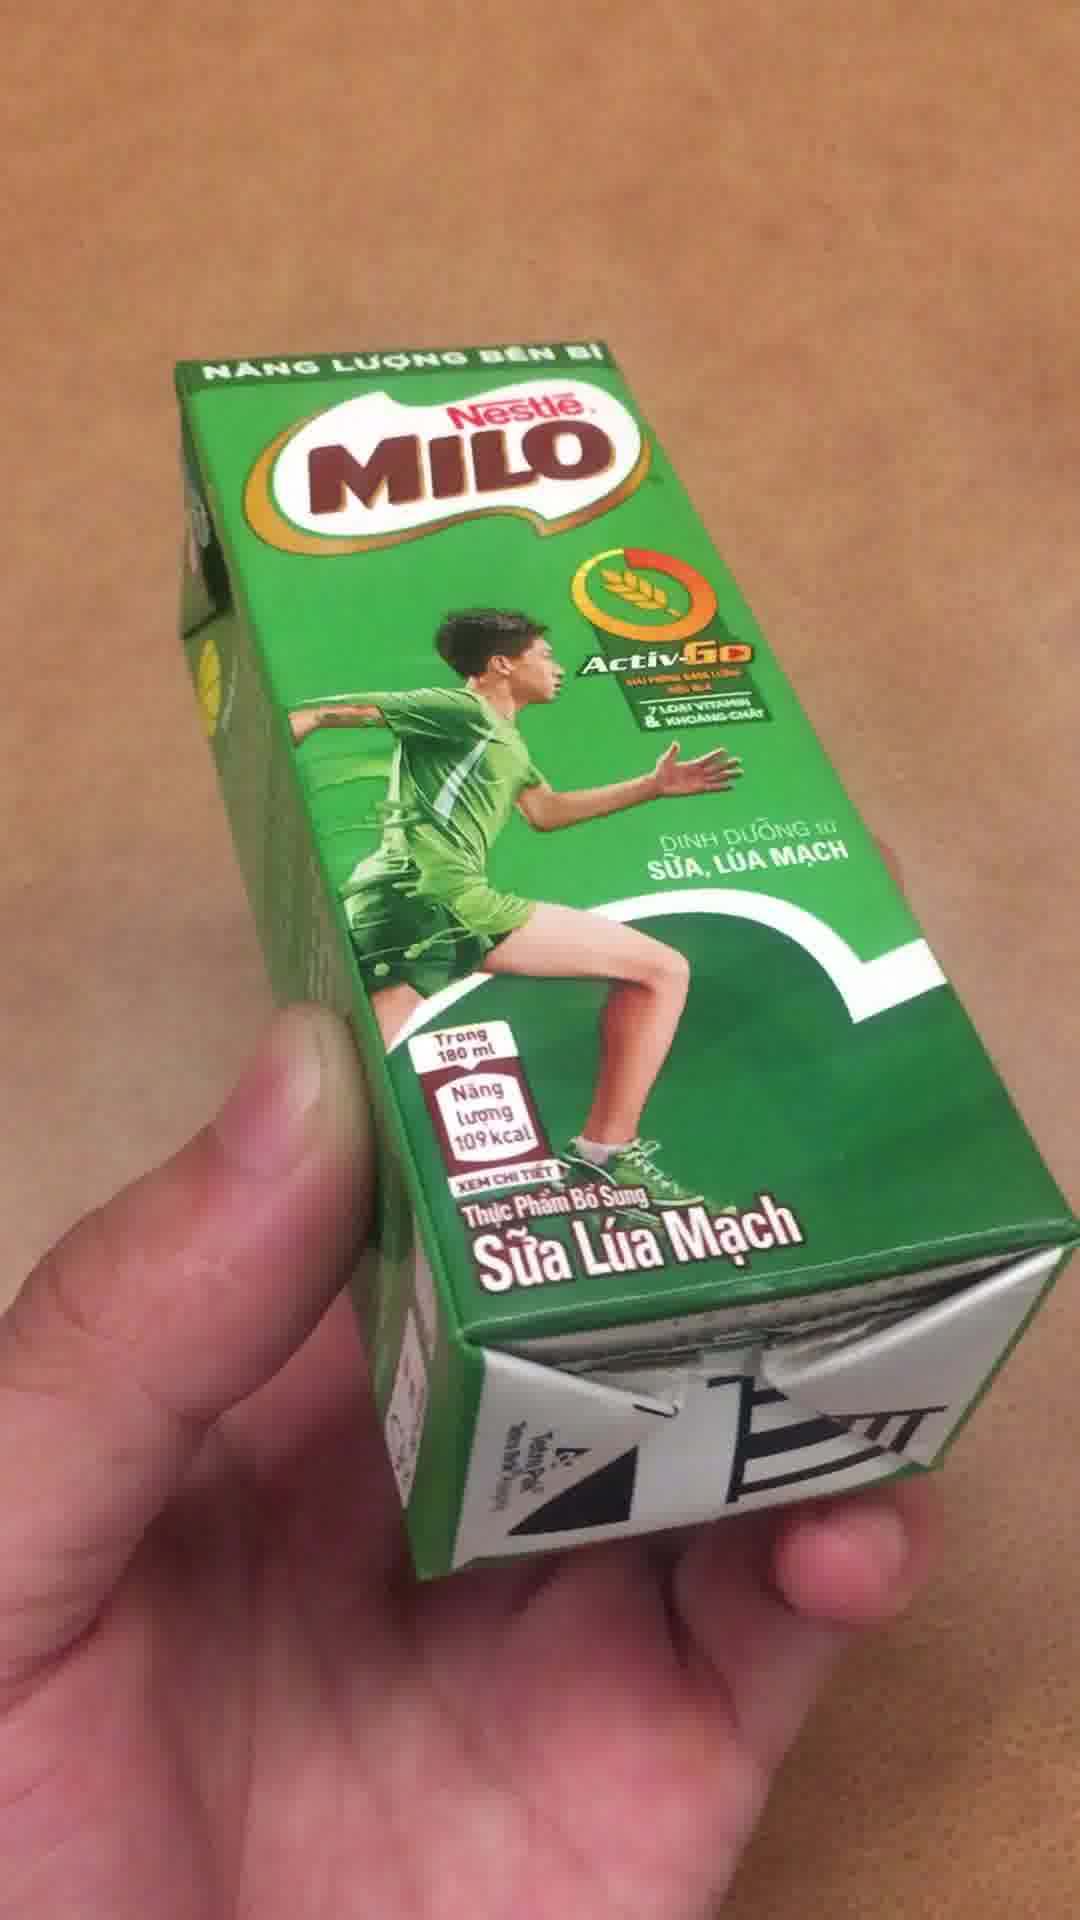 NĂNG LƯỢNG BỀN BỈ
Nestlé
MILO
Activ-Go
7 LOẠI VITAMIN
& KHOÁNG CHẤT
DINH DƯỠNG từ
SỮA, LÚA MẠCH
Trong
180 ml
Năng
lượng
109 kcal
XEM CHI TIẾT
Thực Phẩm Bổ Sung
Sữa Lúa Mạch